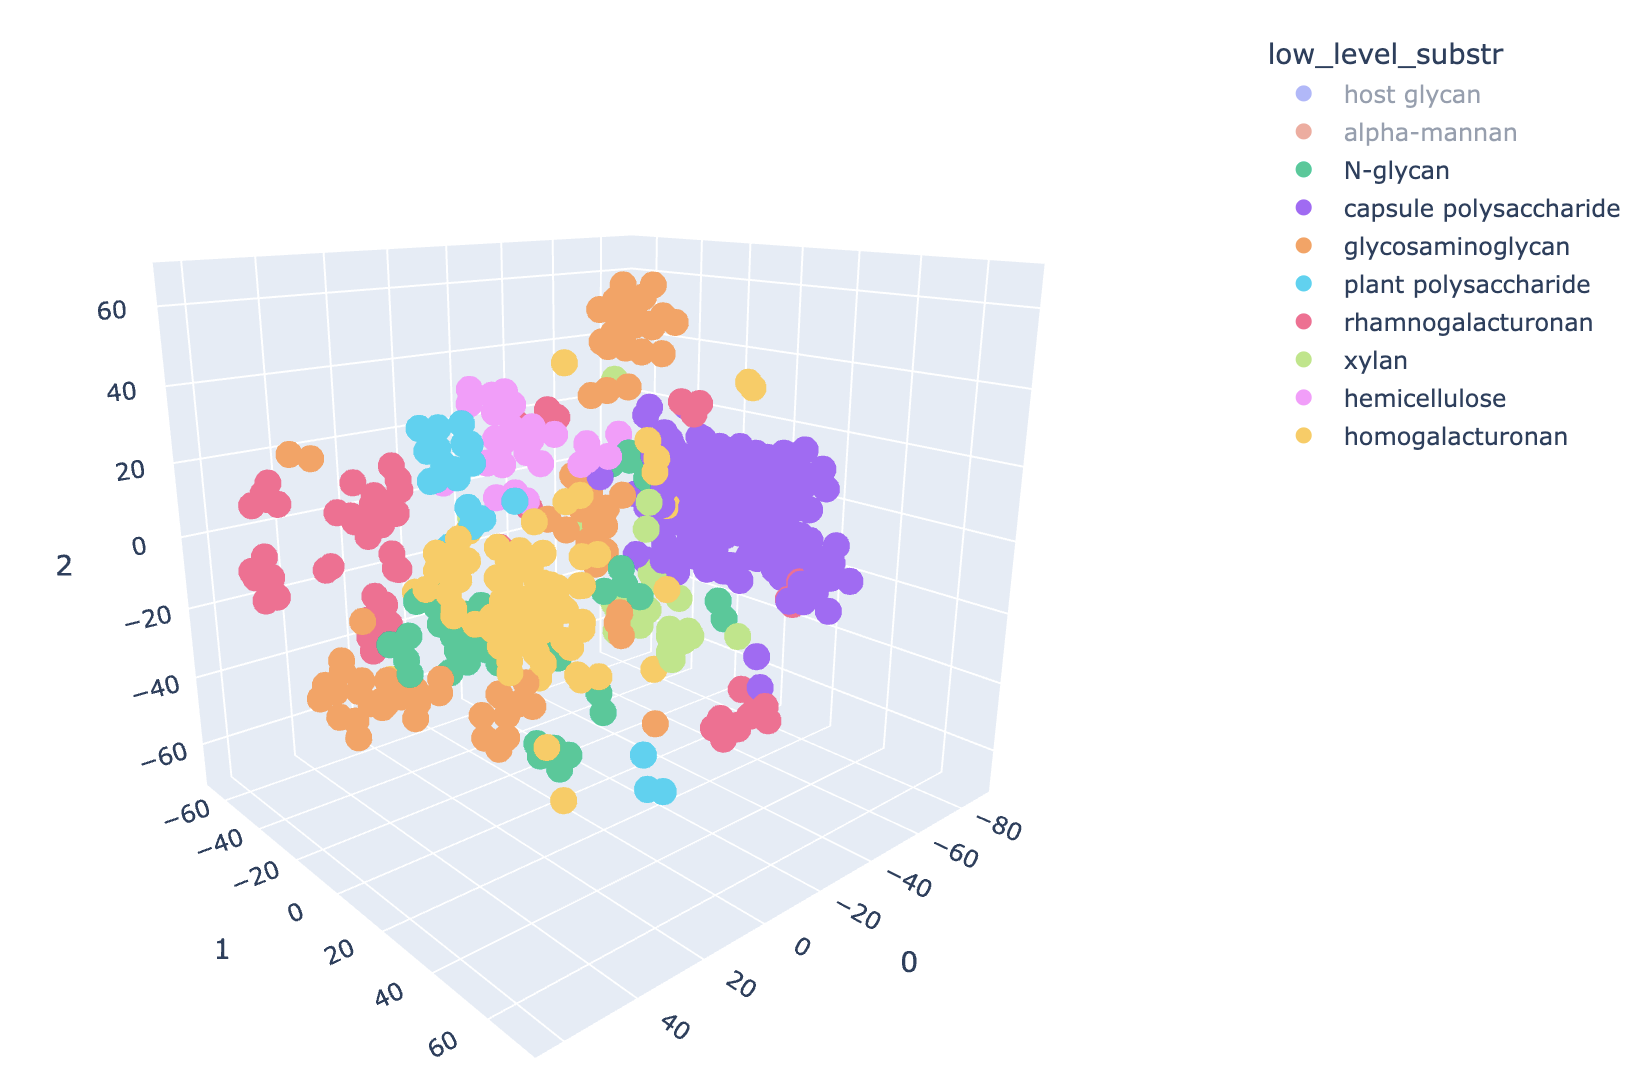 low_level_substr
host glycan
alpha-mannan
N-glycan
capsule polysaccharide
glycosaminoglycan
plant polysaccharide
rhamnogalacturonan
xylan
hemicellulose
homogalacturonan
60
40
20
0
−20
−40
−60
2
−60
−40
−20
0
20
40
60
1
−80
−60
−40
−20
0
20
40
0